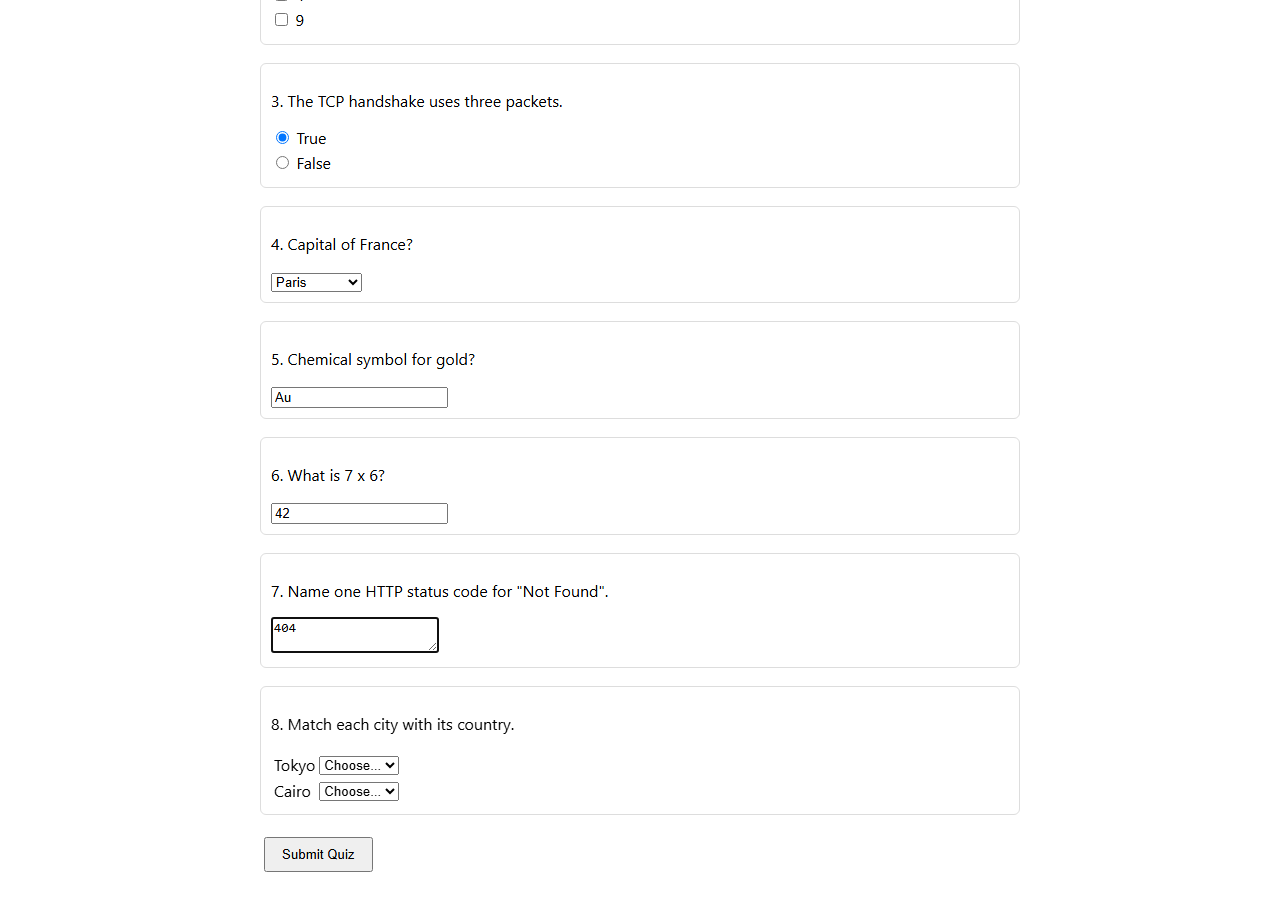 9
3. The TCP handshake uses three packets.
True
False
4. Capital of France?
Paris
5. Chemical symbol for gold?
Au
6. What is 7 x 6?
42
7. Name one HTTP status code for "Not Found".
404
8. Match each city with its country.
Tokyo Choose...
Cairo Choose...
Submit Quiz